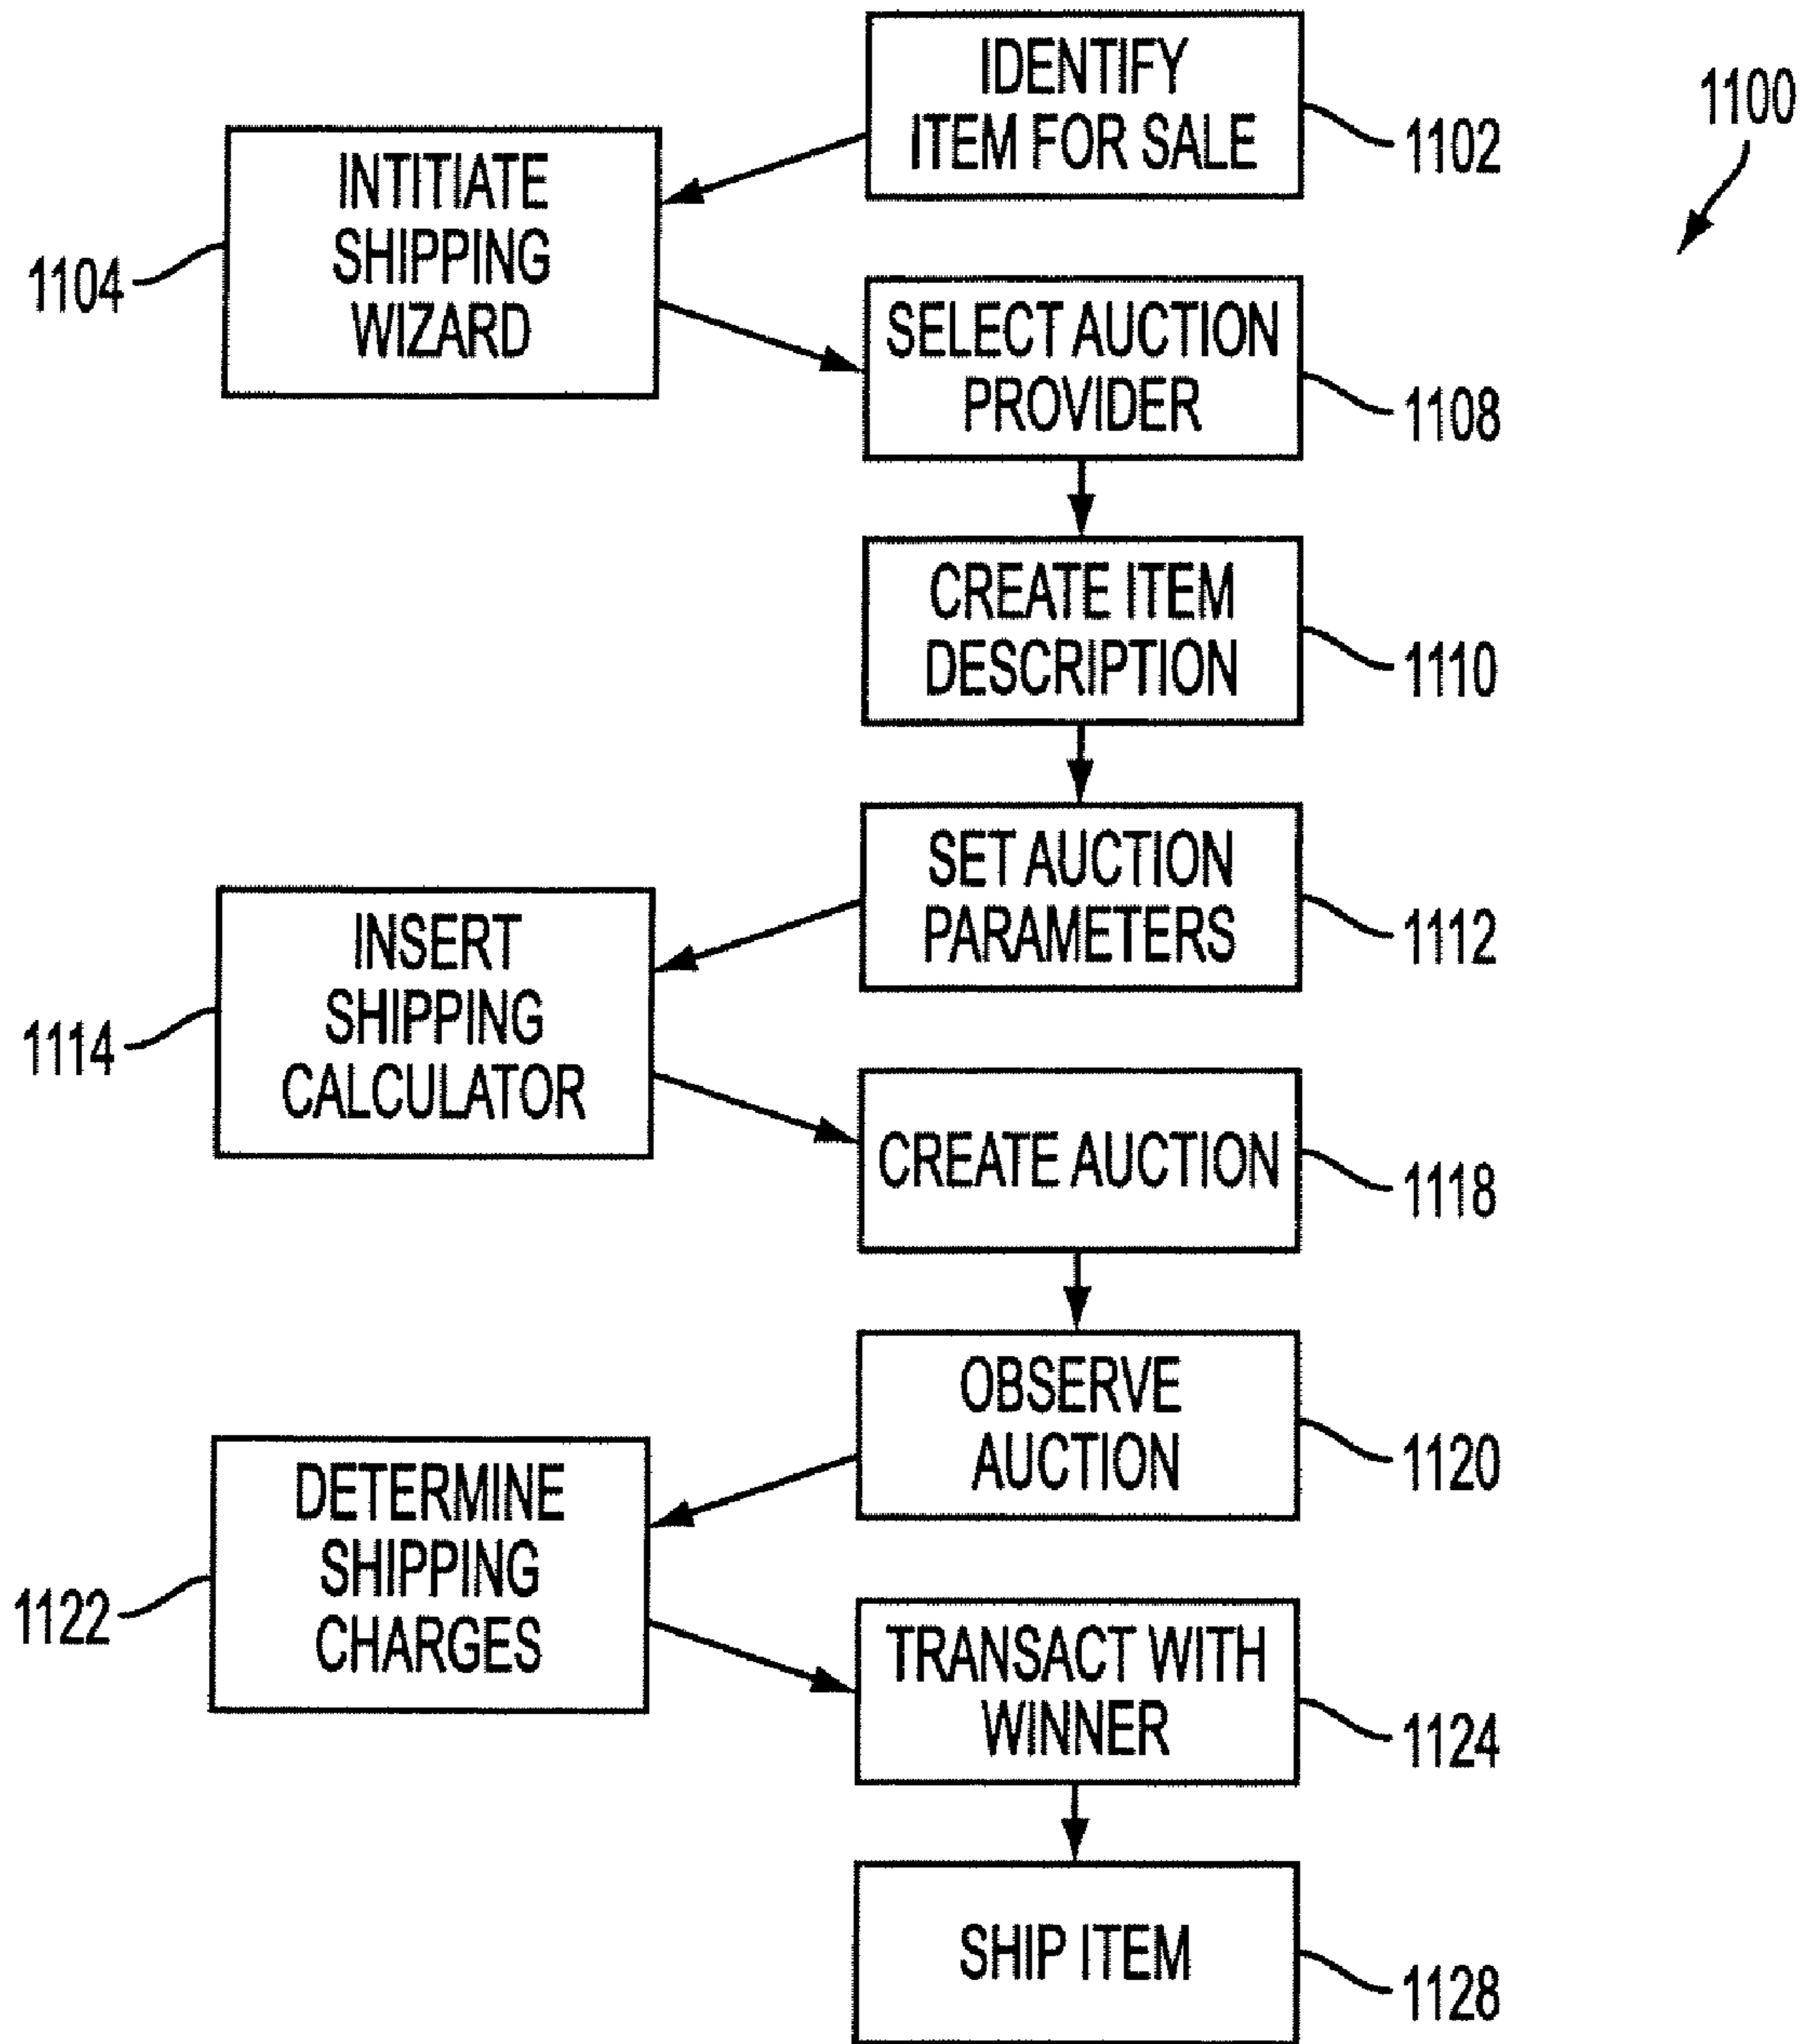 IDENTIFY
ITEM FOR SALE
1102
1100
INTITIATE
SHIPPING
WIZARD
1104
SELECT AUCTION
PROVIDER
1108
CREATE ITEM
DESCRIPTION
1110
SET AUCTION
PARAMETERS
1112
INSERT
SHIPPING
CALCULATOR
1114
CREATE AUCTION
1118
OBSERVE
AUCTION
1120
DETERMINE
SHIPPING
CHARGES
1122
TRANSACT WITH
WINNER
1124
SHIP ITEM
1128